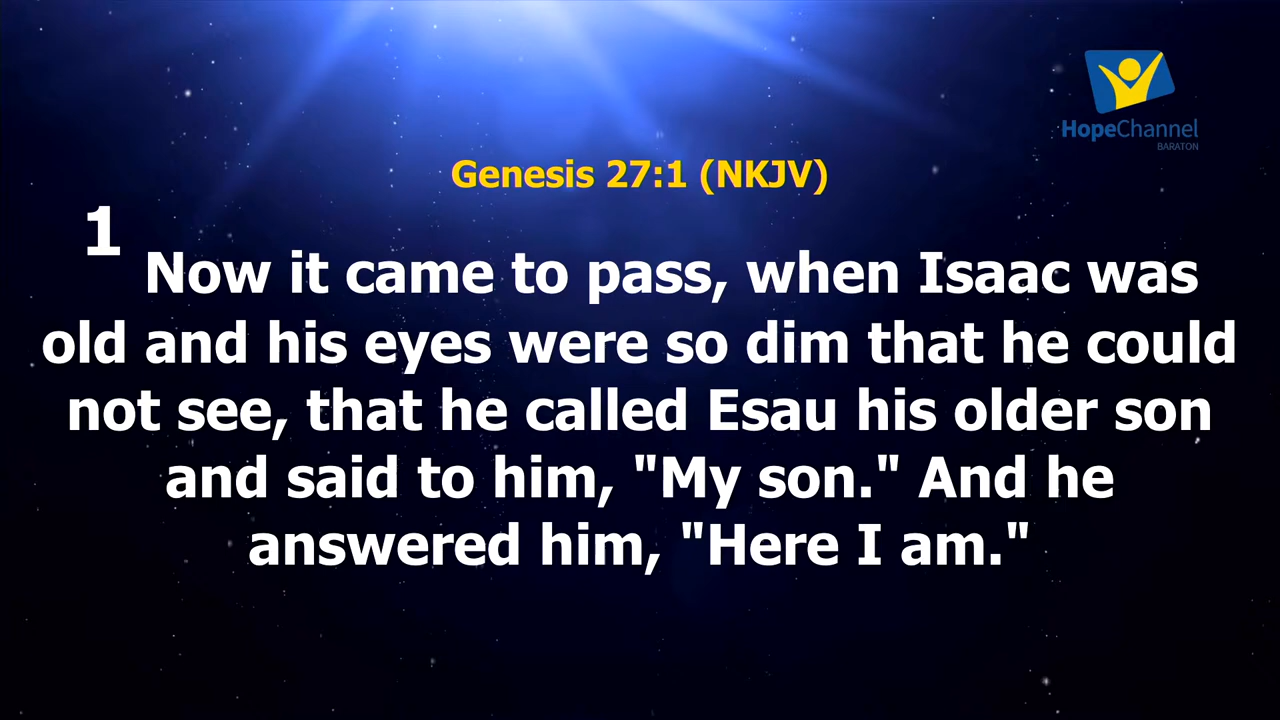 HopeChannel
BARATON
Genesis 27:1 (NKJV)
1 Now it came to pass, when Isaac was
old and his eyes were so dim that he could
not see, that he called Esau his older son
and said to him, "My son." And he
answered him, "Here I am."